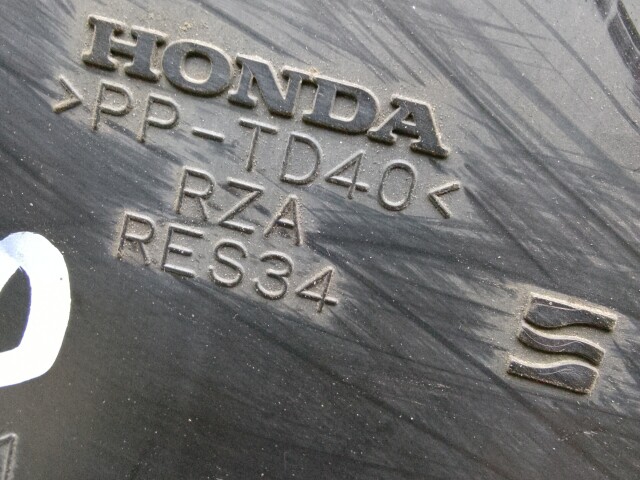 HONDA
>PP-TD40<
RZA
RES34